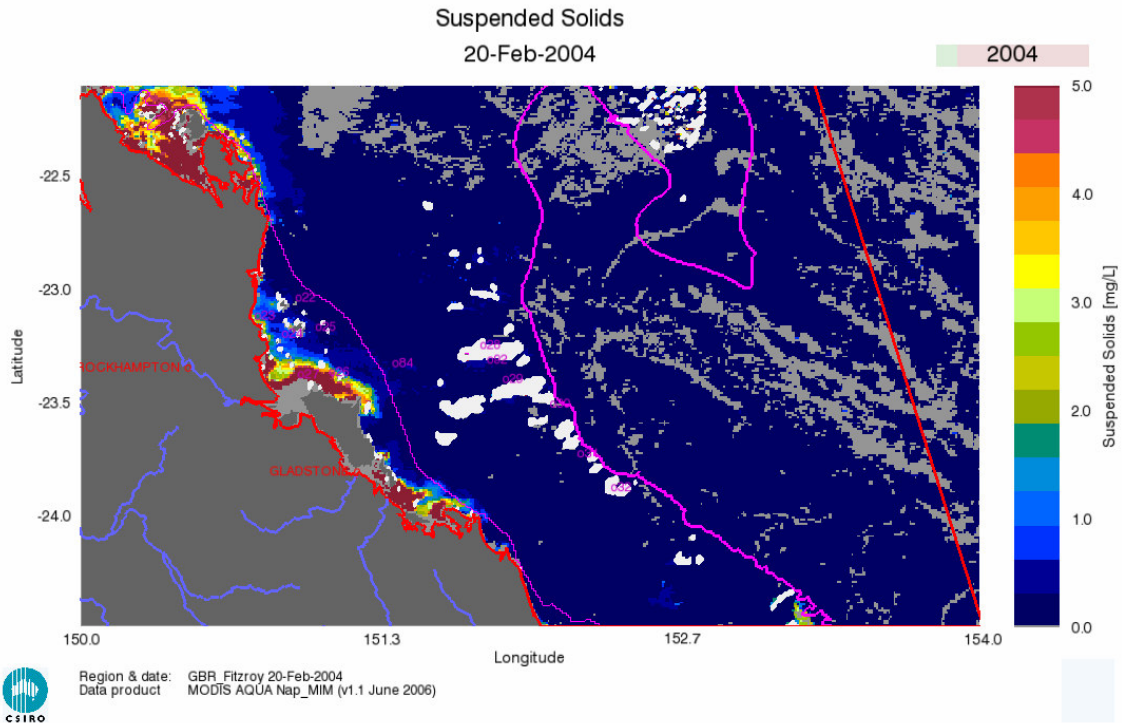 Suspended Solids
20-Feb-2004
2004
5.0
4.0
3.0
2.0
1.0
0.0
Suspended Solids [mg/L]
-22.5
-23.0
-23.5
-24.0
Latitude
o22
o84
ROCKHAMPTON
GLADSTONE
o32
150.0
151.3
152.7
154.0
Longitude
Region & date: GBR_Fitzroy 20-Feb-2004
Data product MODIS AQUA Nap_MIM (v1.1 June 2006)
CSIRO